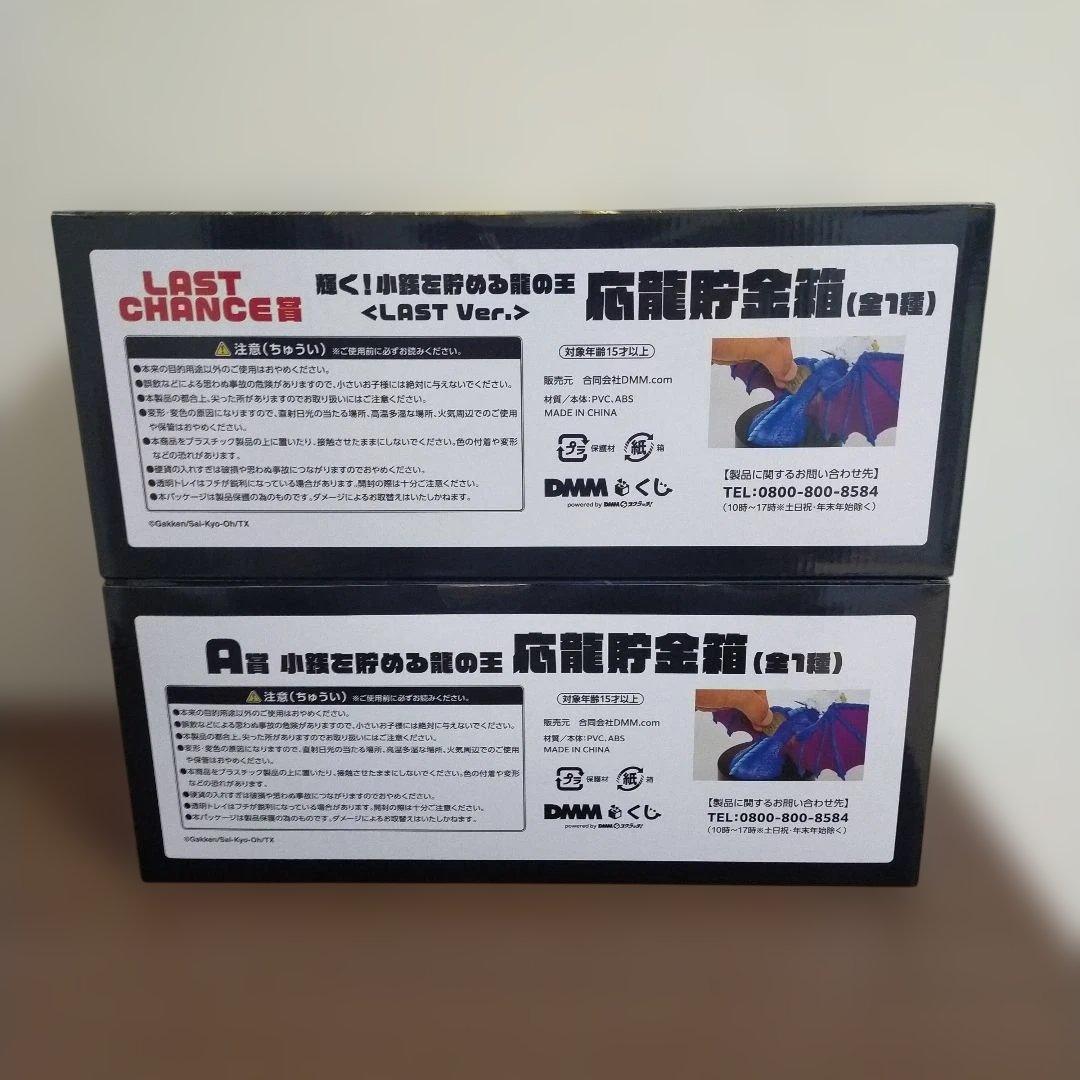 LAST
CHANCE賞
輝く!小銭を貯める龍の王
<LAST Ver.>
応龍貯金箱(全1種)
注意(ちゅうい) ※ご使用前に必ずお読みください。
●本来の目的用途以外のご使用はおやめください。
●誤飲などによる思わぬ事故の危険がありますので、小さいお子様には絶対に与えないでください。
●本製品の都合上、尖った所がありますのでお取り扱いにはご注意ください。
●変形・変色の原因になりますので、直射日光の当たる場所、高温多湿な場所、火気周辺でのご使用
や保管はおやめください。
●本商品をプラスチック製品の上に置いたり、接触させたままにしないでください。色の付着や変形
などの恐れがあります。
●硬貨の入れすぎは破損や思わぬ事故につながりますのでおやめください。
●透明トレイはフチが鋭利になっている場合があります。開封の際は十分ご注意ください。
●本パッケージは製品保護の為のものです。ダメージによるお取替えはいたしかねます。
©Gakken/Sai-Kyo-Oh/TX
対象年齢15才以上
販売元 合同会社DMM.com
材質/本体:PVC、ABS
MADE IN CHINA
プラ 保護材 紙 箱
DMMくじ
powered by DMMスクラッチ!
【製品に関するお問い合わせ先】
TEL:0800-800-8584
(10時~17時※土日祝・年末年始除く)
A賞 小銭を貯める龍の王 応龍貯金箱(全1種)
注意(ちゅうい) ※ご使用前に必ずお読みください。
●本来の目的用途以外のご使用はおやめください。
●誤飲などによる思わぬ事故の危険がありますので、小さいお子様には絶対に与えないでください。
●本製品の都合上、尖った所がありますのでお取り扱いにはご注意ください。
●変形・変色の原因になりますので、直射日光の当たる場所、高温多湿な場所、火気周辺でのご使用
や保管はおやめください。
●本商品をプラスチック製品の上に置いたり、接触させたままにしないでください。色の付着や変形
などの恐れがあります。
●硬貨の入れすぎは破損や思わぬ事故につながりますのでおやめください。
●透明トレイはフチが鋭利になっている場合があります。開封の際は十分ご注意ください。
●本パッケージは製品保護の為のものです。ダメージによるお取替えはいたしかねます。
©Gakken/Sai-Kyo-Oh/TX
対象年齢15才以上
販売元 合同会社DMM.com
材質/本体:PVC、ABS
MADE IN CHINA
プラ 保護材 紙 箱
DMMくじ
powered by DMMスクラッチ!
【製品に関するお問い合わせ先】
TEL:0800-800-8584
(10時~17時※土日祝・年末年始除く)